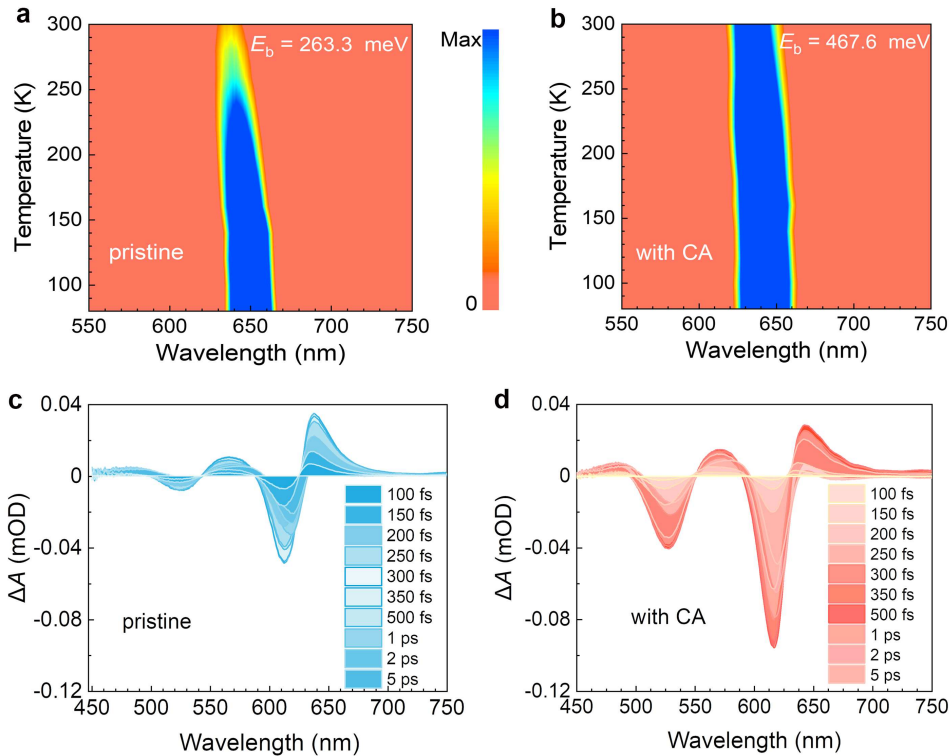 a
300
250
200
150
100
Temperature (K)
E_b = 263.3 meV
pristine
550 600 650 700 750
Wavelength (nm)
Max
0
b
300
250
200
150
100
Temperature (K)
E_b = 467.6 meV
with CA
550 600 650 700 750
Wavelength (nm)
c
0.04
0
-0.04
-0.08
-0.12
ΔA (mOD)
100 fs
150 fs
200 fs
250 fs
300 fs
350 fs
500 fs
1 ps
2 ps
5 ps
pristine
450 500 550 600 650 700 750
Wavelength (nm)
d
0.04
0
-0.04
-0.08
-0.12
ΔA (mOD)
100 fs
150 fs
200 fs
250 fs
300 fs
350 fs
500 fs
1 ps
2 ps
5 ps
with CA
450 500 550 600 650 700 750
Wavelength (nm)